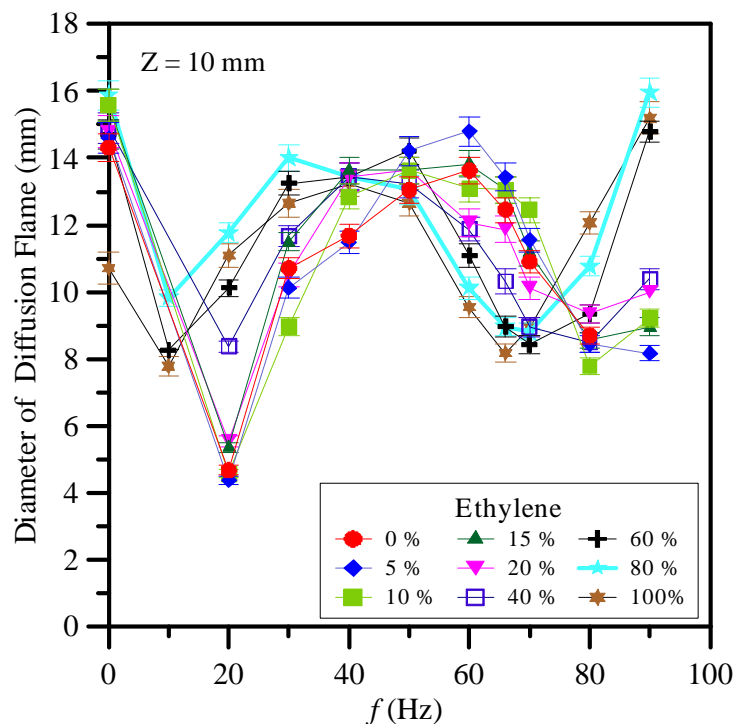 18
16
14
12
10
8
6
4
2
0
Diameter of Diffusion Flame (mm)
Z = 10 mm
Ethylene
0 % 15 % 60 %
5 % 20 % 80 %
10 % 40 % 100%
0 20 40 60 80 100
f (Hz)